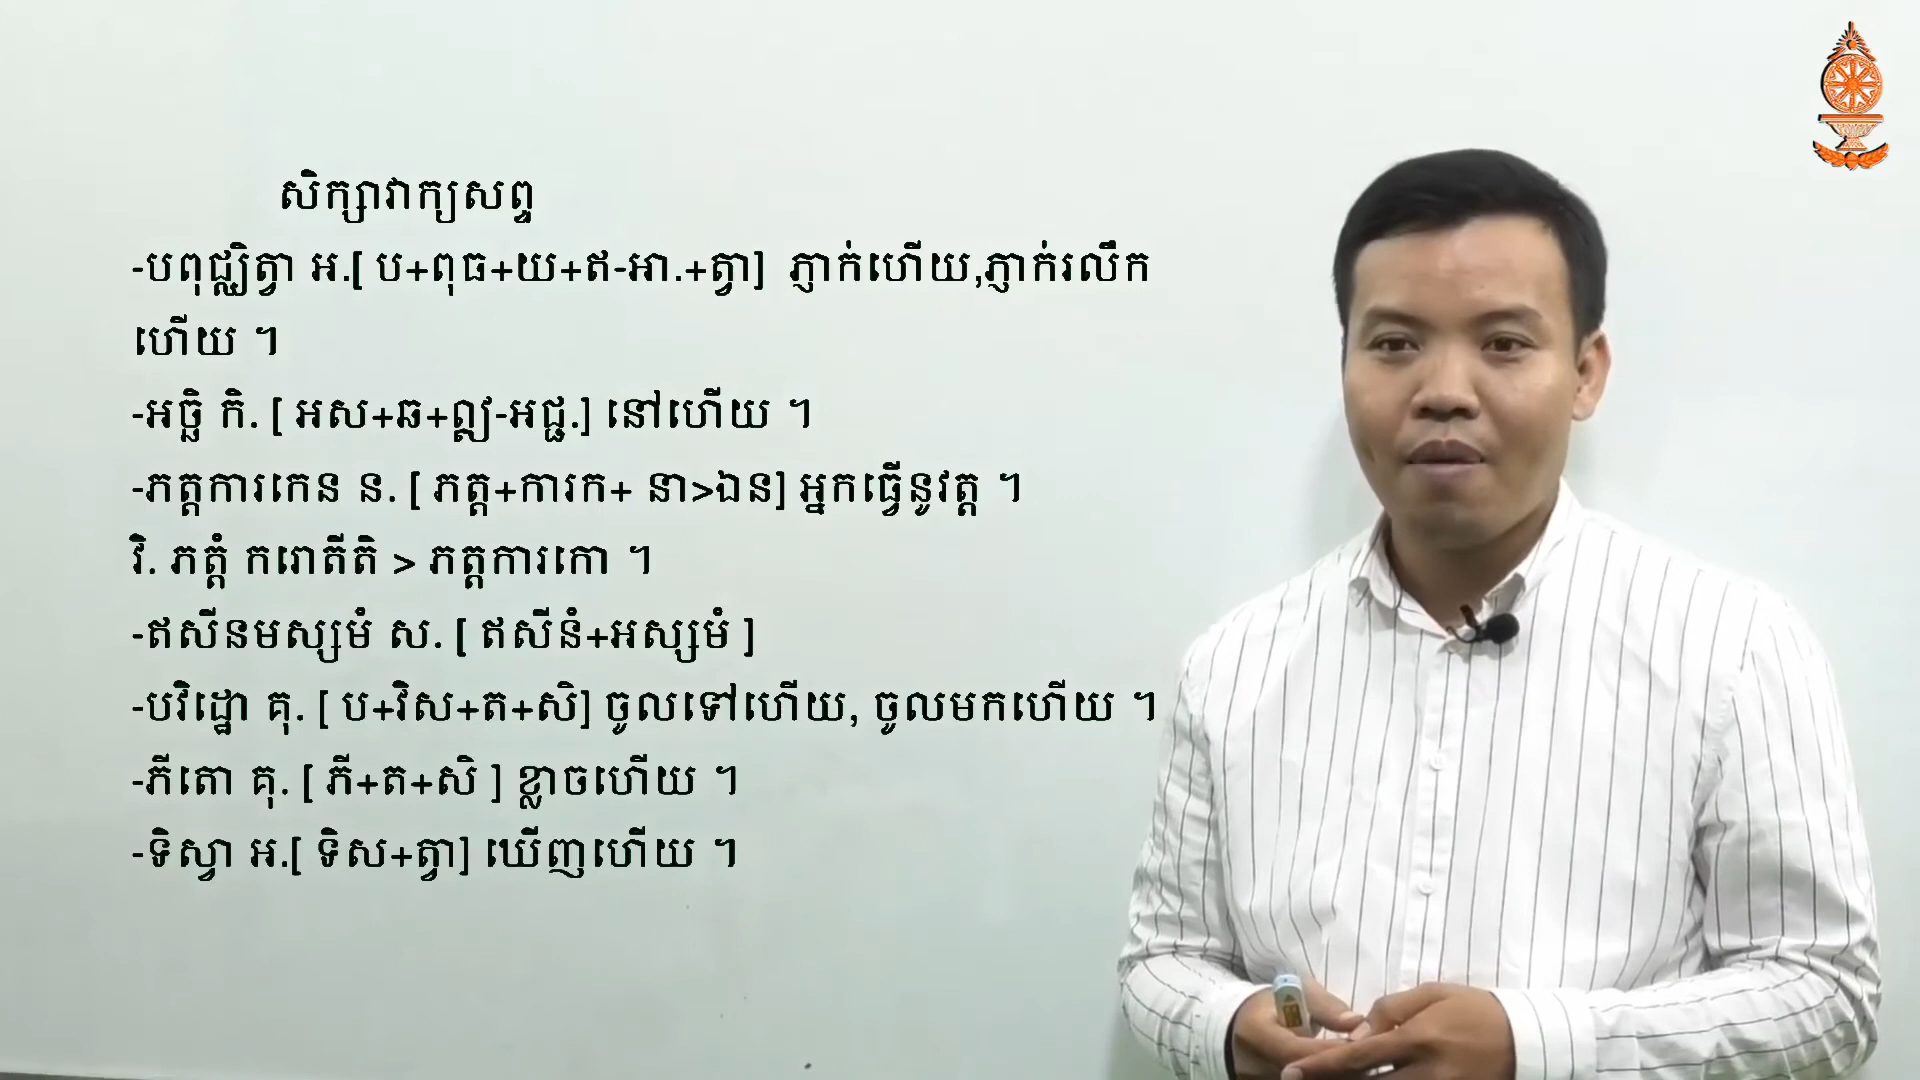 សិក្សាវាក្យសព្ទ
-បពុជ្ឈិត្វា អ.[ ប+ពុធ+យ+ឥ-អា.+ត្វា] ភ្ញាក់ហើយ,ភ្ញាក់រលឹក
ហើយ ។
-អច្ឆិ កិ. [ អស+ឆ+ឦ-អជ្ជ.] នៅហើយ ។
-ភត្តការកេន ន. [ ភត្ត+ការក+ នា>ឯន] អ្នកធ្វើនូវត្ត ។
វិ. ភត្តំ ករោតីតិ > ភត្តការកោ ។
-ឥសីនមស្សមំ ស. [ ឥសីនំ+អស្សមំ ]
-បវិដ្ឋោ គុ. [ ប+វិស+ត+សិ] ចូលទៅហើយ, ចូលមកហើយ ។
-ភីតោ គុ. [ ភី+ត+សិ ] ខ្លាចហើយ ។
-ទិស្វា អ.[ ទិស+ត្វា] ឃើញហើយ ។